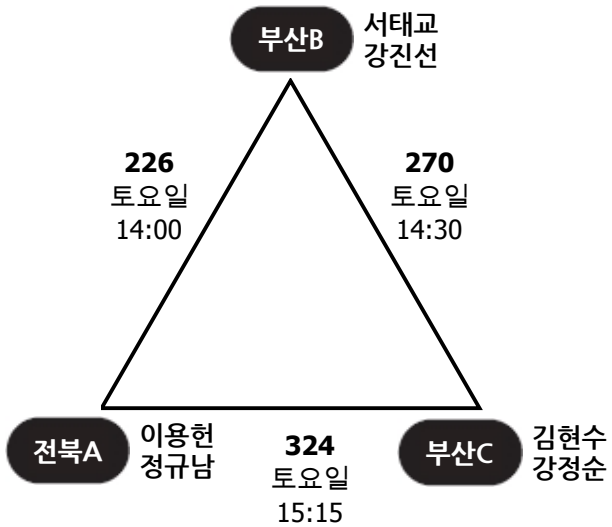 부산B
서태교
강진선
226
토요일
14:00
270
토요일
14:30
전북A
이용헌
정규남
324
토요일
15:15
부산C
김현수
강정순